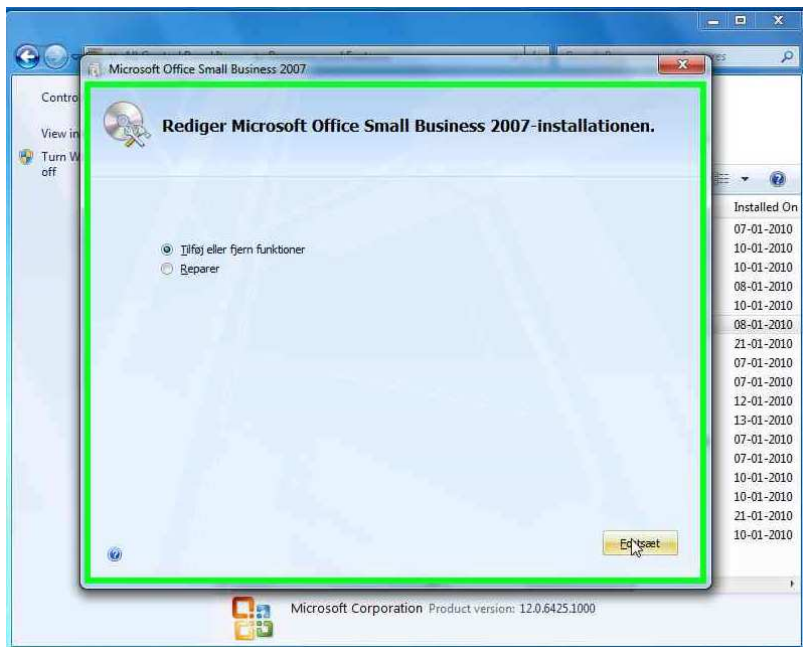 Microsoft Office Small Business 2007
Contro
View in
Turn W
off
Rediger Microsoft Office Small Business 2007-installationen.
Tilføj eller fjern funktioner
Reparer
Installed On
07-01-2010
10-01-2010
10-01-2010
08-01-2010
10-01-2010
08-01-2010
21-01-2010
07-01-2010
07-01-2010
12-01-2010
13-01-2010
07-01-2010
07-01-2010
10-01-2010
10-01-2010
21-01-2010
10-01-2010
Microsoft Corporation Product version: 12.0.6425.1000